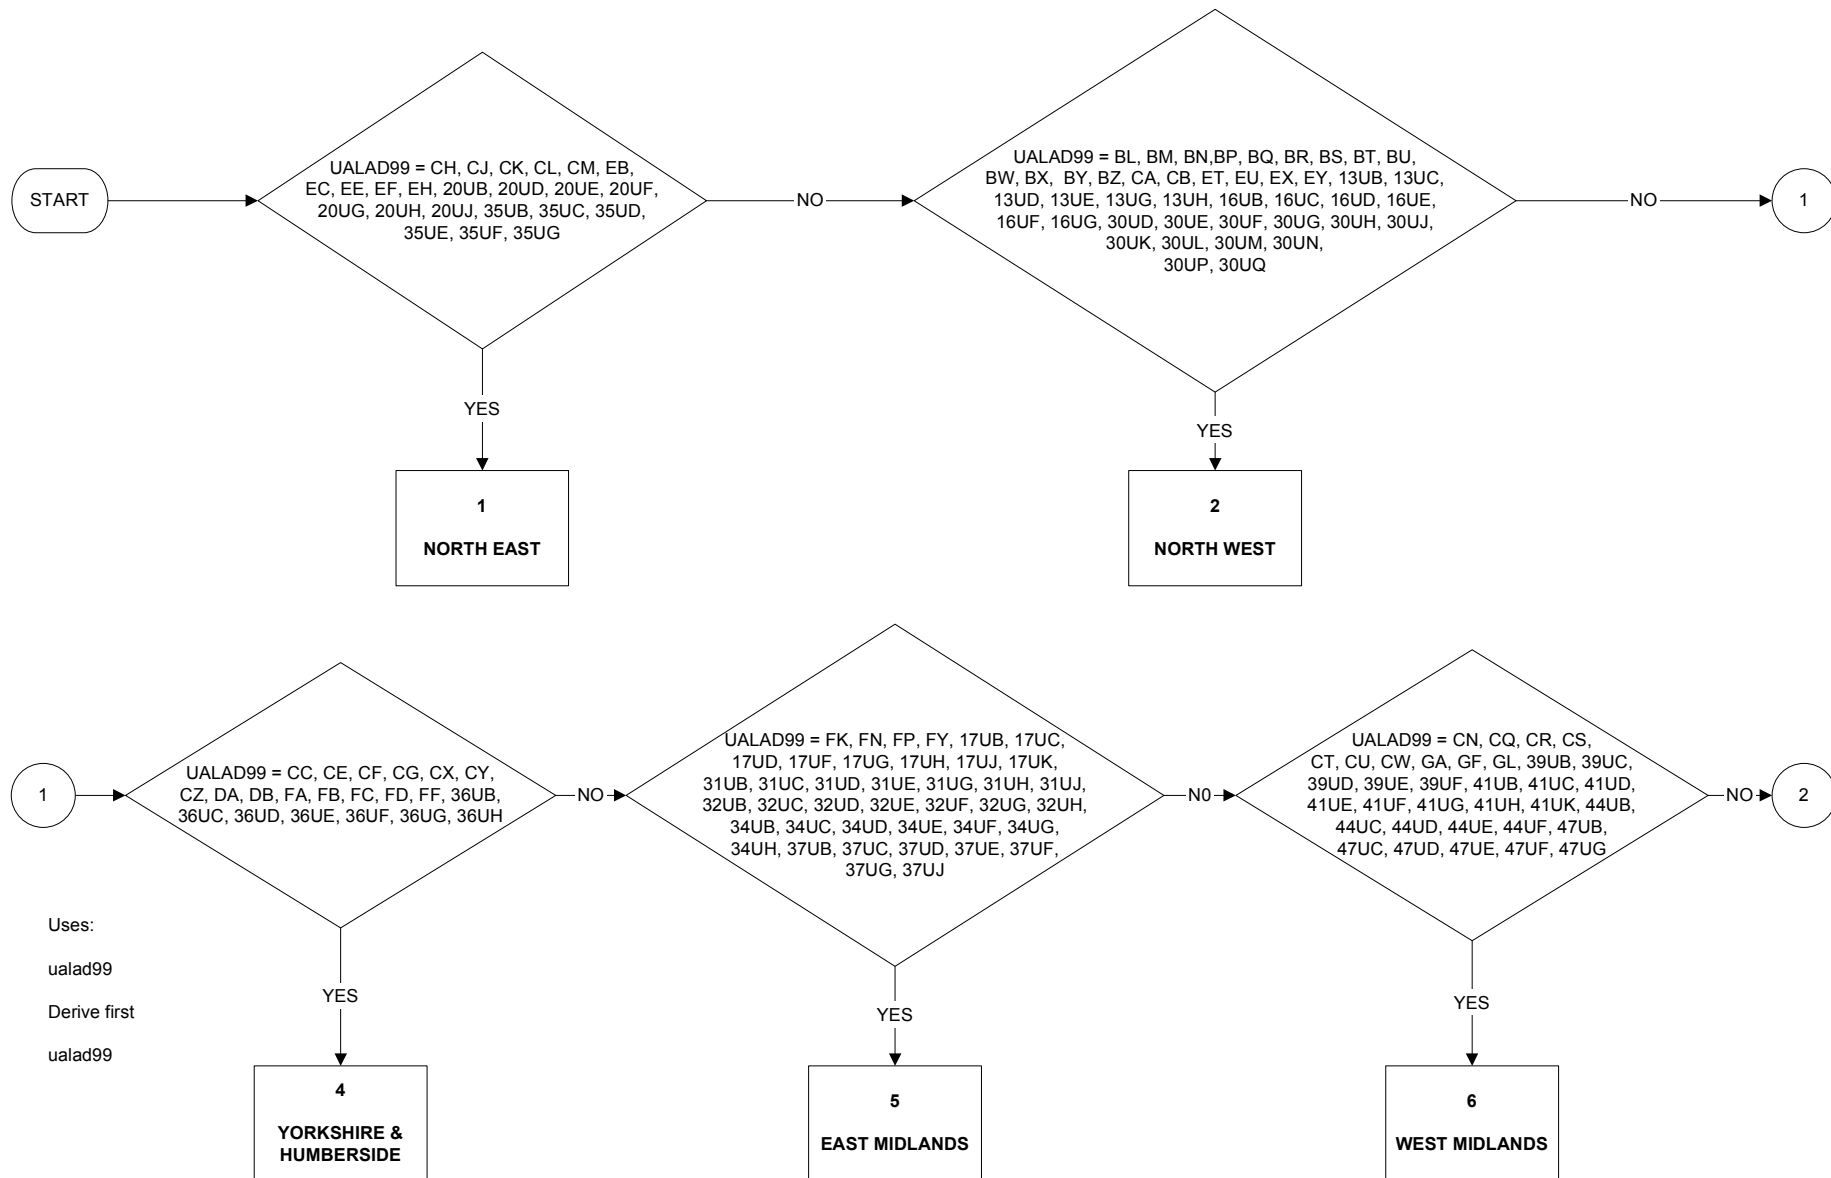 START
UALAD99 = CH, CJ, CK, CL, CM, EB,
EC, EE, EF, EH, 20UB, 20UD, 20UE, 20UF,
20UG, 20UH, 20UJ, 35UB, 35UC, 35UD,
35UE, 35UF, 35UG
NO
UALAD99 = BL, BM, BN,BP, BQ, BR, BS, BT, BU,
BW, BX,  BY, BZ, CA, CB, ET, EU, EX, EY, 13UB, 13UC,
13UD, 13UE, 13UG, 13UH, 16UB, 16UC, 16UD, 16UE,
16UF, 16UG, 30UD, 30UE, 30UF, 30UG, 30UH, 30UJ,
30UK, 30UL, 30UM, 30UN,
30UP, 30UQ
NO
1
YES
YES
1
NORTH EAST
2
NORTH WEST
1
UALAD99 = CC, CE, CF, CG, CX, CY,
CZ, DA, DB, FA, FB, FC, FD, FF, 36UB,
36UC, 36UD, 36UE, 36UF, 36UG, 36UH
NO
UALAD99 = FK, FN, FP, FY, 17UB, 17UC,
17UD, 17UF, 17UG, 17UH, 17UJ, 17UK,
31UB, 31UC, 31UD, 31UE, 31UG, 31UH, 31UJ,
32UB, 32UC, 32UD, 32UE, 32UF, 32UG, 32UH,
34UB, 34UC, 34UD, 34UE, 34UF, 34UG,
34UH, 37UB, 37UC, 37UD, 37UE, 37UF,
37UG, 37UJ
N0
UALAD99 = CN, CQ, CR, CS,
CT, CU, CW, GA, GF, GL, 39UB, 39UC,
39UD, 39UE, 39UF, 41UB, 41UC, 41UD,
41UE, 41UF, 41UG, 41UH, 41UK, 44UB,
44UC, 44UD, 44UE, 44UF, 47UB,
47UC, 47UD, 47UE, 47UF, 47UG
NO
2
Uses:
ualad99
Derive first
ualad99
YES
YES
YES
4
YORKSHIRE &
HUMBERSIDE
5
EAST MIDLANDS
6
WEST MIDLANDS